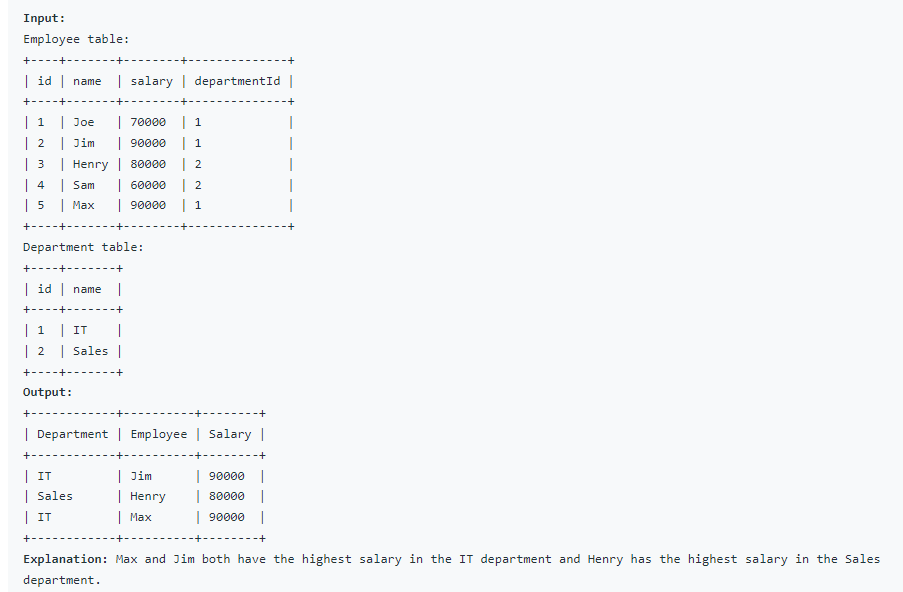 Input:
Employee table:
+----+-------+--------+--------------+
| id | name  | salary | departmentId |
+----+-------+--------+--------------+
| 1  | Joe   | 70000  | 1            |
| 2  | Jim   | 90000  | 1            |
| 3  | Henry | 80000  | 2            |
| 4  | Sam   | 60000  | 2            |
| 5  | Max   | 90000  | 1            |
+----+-------+--------+--------------+
Department table:
+----+-------+
| id | name  |
+----+-------+
| 1  | IT    |
| 2  | Sales |
+----+-------+
Output:
+------------+----------+--------+
| Department | Employee | Salary |
+------------+----------+--------+
| IT         | Jim      | 90000  |
| Sales      | Henry    | 80000  |
| IT         | Max      | 90000  |
+------------+----------+--------+
Explanation: Max and Jim both have the highest salary in the IT department and Henry has the highest salary in the Sales
department.